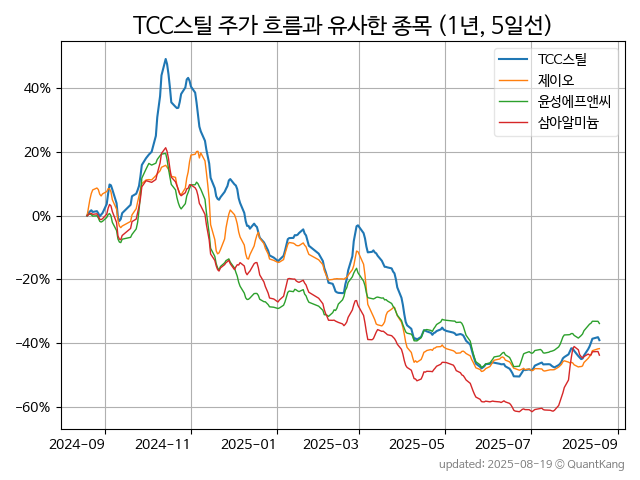 TCC스틸 주가 흐름과 유사한 종목 (1년, 5일선)
TCC스틸
제이오
윤성에프앤씨
삼아알미늄
40%
20%
0%
−20%
−40%
−60%
2024-09 2024-11 2025-01 2025-03 2025-05 2025-07 2025-09
updated: 2025-08-19 © QuantKang